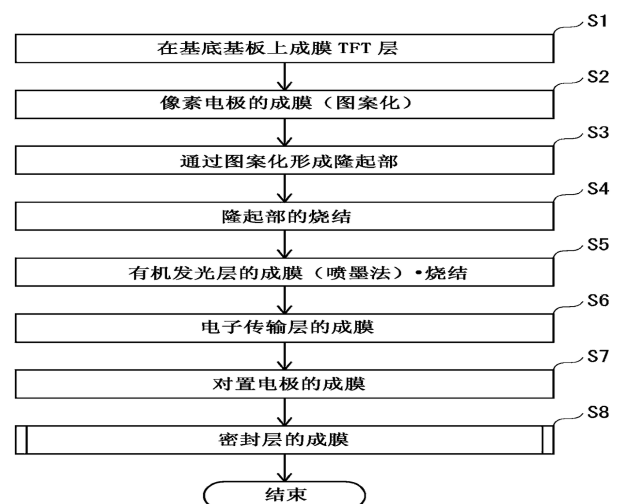 S1
在基底基板上成膜 TFT 层
S2
像素电极的成膜（图案化）
S3
通过图案化形成隆起部
S4
隆起部的烧结
S5
有机发光层的成膜（喷墨法）•烧结
S6
电子传输层的成膜
S7
对置电极的成膜
S8
密封层的成膜
结束